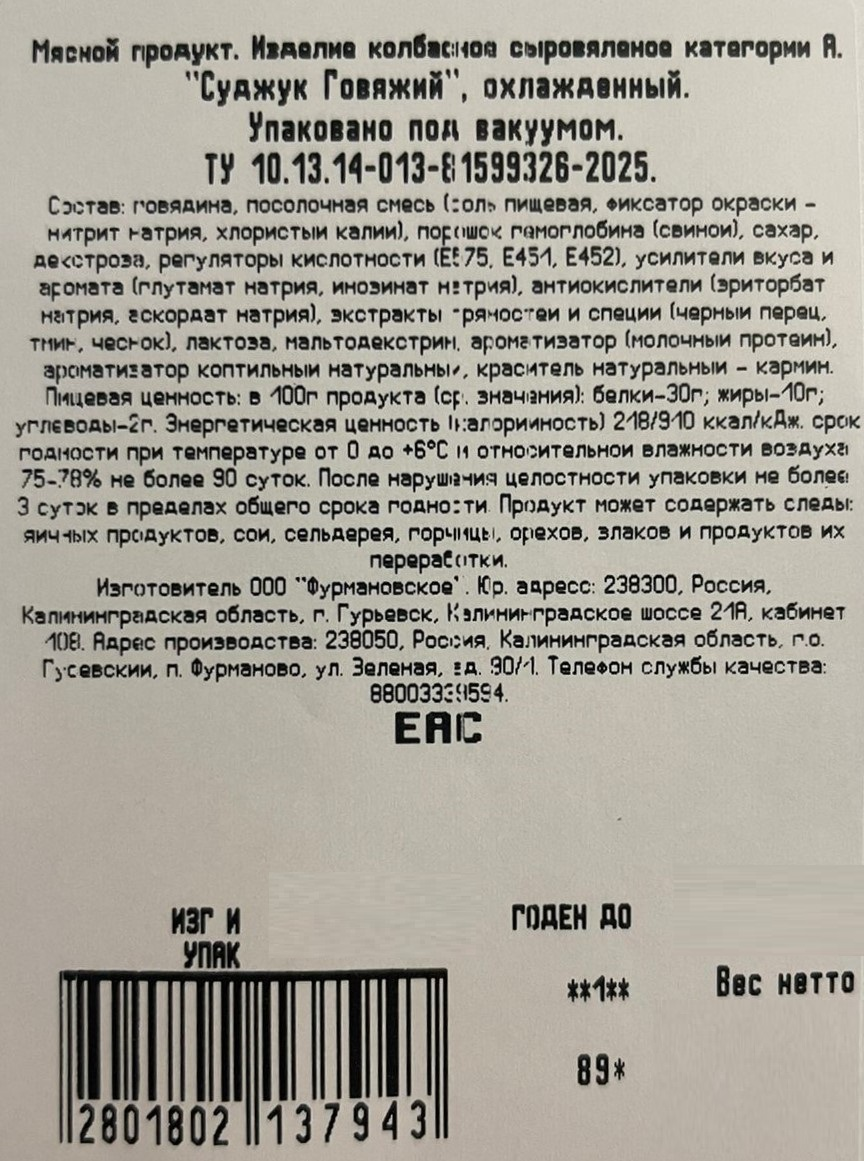 Мясной продукт. Изделие колбасное сыровяленое категории А.
"Суджук Говяжий", охлажденный.
Упаковано под вакуумом.
ТУ 10.13.14-013-81599326-2025.
Состав: говядина, посолочная смесь (соль пищевая, фиксатор окраски –
нитрит натрия, хлористый калий), порошок гемоглобина (свиной), сахар,
декстроза, регуляторы кислотности (Е575, Е451, Е452), усилители вкуса и
аромата (глутамат натрия, инозинат натрия), антиокислители (эриторбат
натрия, аскорбат натрия), экстракты пряностей и специй (черный перец,
тмин, чеснок), лактоза, мальтодекстрин, ароматизатор (молочный протеин),
ароматизатор коптильный натуральный, краситель натуральный – кармин.
Пищевая ценность: в 100г продукта (ср. значения): белки-30г; жиры-10г;
углеводы-2г. Энергетическая ценность (калорийность) 218/910 ккал/кДж. срок
годности при температуре от 0 до +6°С и относительной влажности воздуха
75-78% не более 90 суток. После нарушения целостности упаковки не более
3 суток в пределах общего срока годности. Продукт может содержать следы:
яичных продуктов, сои, сельдерея, горчицы, орехов, злаков и продуктов их
переработки.
Изготовитель ООО "Фурмановское". Юр. адресс: 238300, Россия,
Калининградская область, г. Гурьевск, Калининградское шоссе 21А, кабинет
108. Адрес производства: 238050, Россия, Калининградская область, г.о.
Гусевский, п. Фурманово, ул. Зеленая, зд. 90/1. Телефон службы качества:
EAC
ИЗГ И
УПАК
ГОДЕН ДО
**1**
Вес нетто
89*
2801802 137943